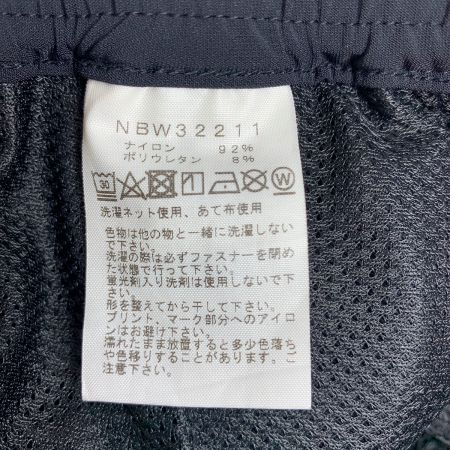 NBW32211
ナイロン 92%
ポリウレタン 8%
30 W
洗濯ネット使用、あて布使用
色物は他の物と一緒に洗濯しない
で下さい。
洗濯の際は必ずファスナーを閉め
た状態で行って下さい。
蛍光剤入り洗剤は使用しないで下
さい。
形を整えてから干して下さい。
プリント、マーク部分へのアイロ
ンはお避け下さい。
濡れたまま放置すると多少色落ち
や色移りすることがあります。ご
注意下さい。